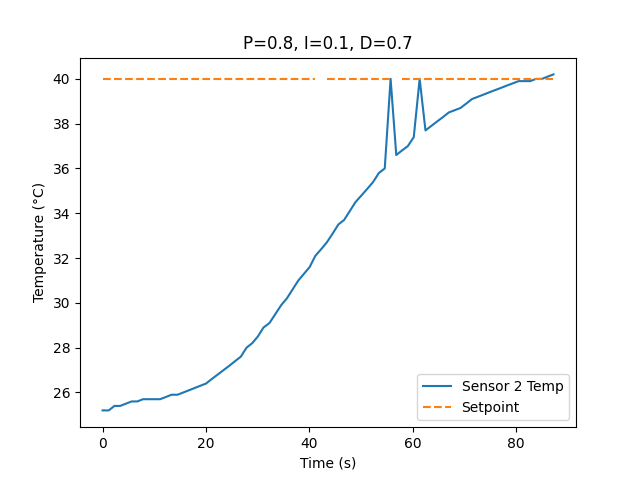 P=0.8, I=0.1, D=0.7
Temperature (°C)
40
38
36
34
32
30
28
26
0
20
40
60
80
Time (s)
Sensor 2 Temp
Setpoint